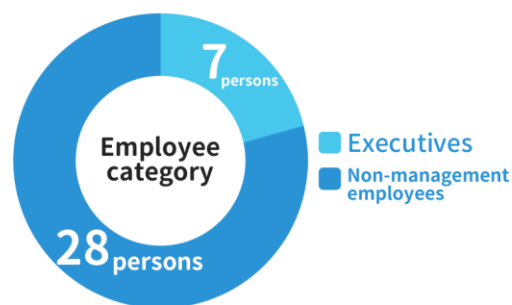 7 persons
Employee
category
28 persons
Executives
Non-management
employees